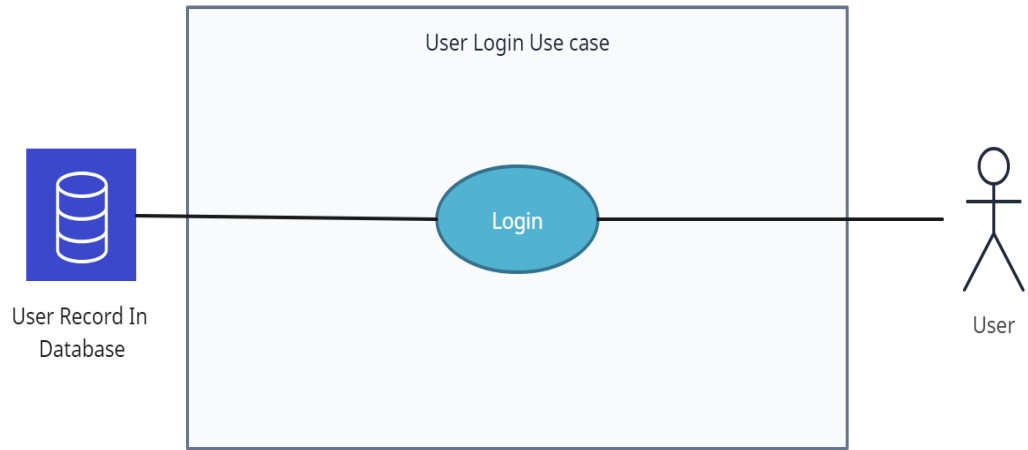 User Login Use case
Login
User Record In
Database
User